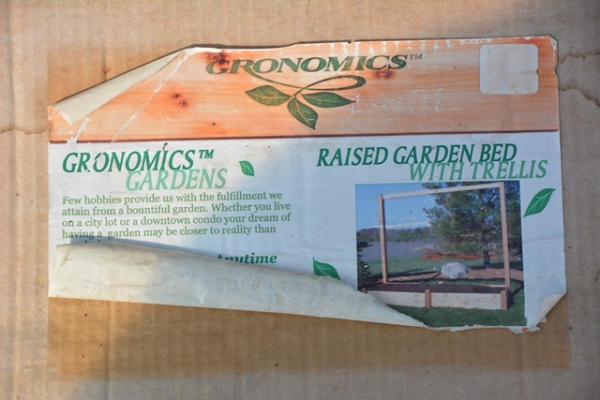 GRONOMICS™
GRONOMICS™
GARDENS
Few hobbies provide us with the fulfillment we
attain from a bountiful garden. Whether you live
on a city lot or a downtown condo your dream of
having a garden may be closer to reality than
Anytime
RAISED GARDEN BED
WITH TRELLIS